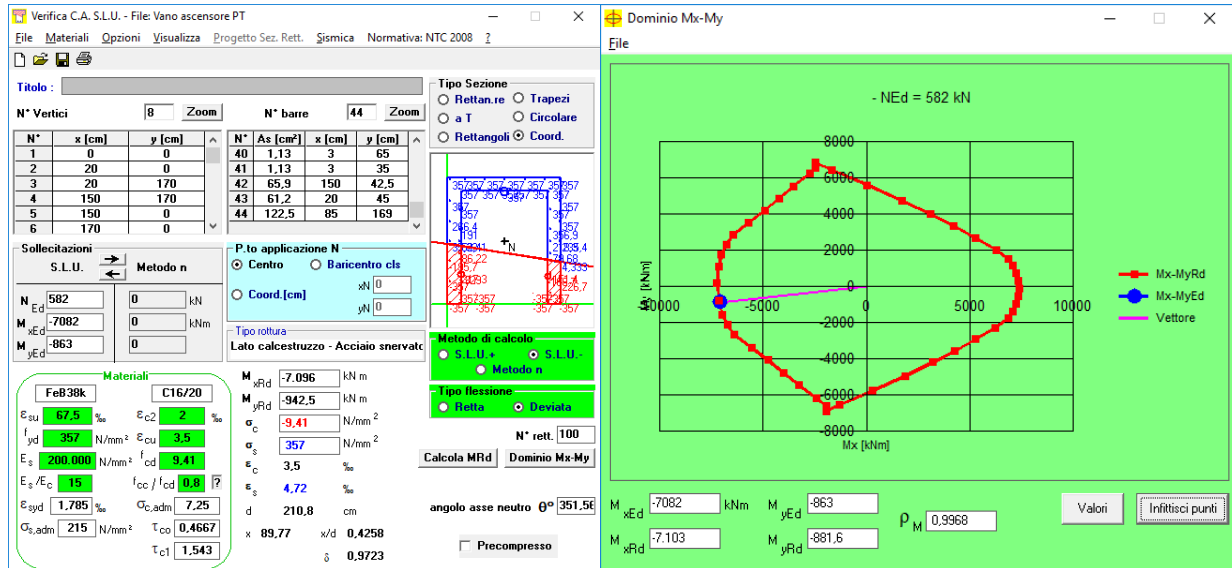 Verifica C.A. S.L.U. - File: Vano ascensore PT
File Materiali Opzioni Visualizza Progetto Sez. Rett. Sismica Normativa: NTC 2008 ?
Titolo :
N° Vertici 8 Zoom N° barre 44 Zoom
N° x [cm] y [cm]
1 0 0
2 20 0
3 20 170
4 150 170
5 150 0
6 170 0
N° As [cm²] x [cm] y [cm]
40 1,13 3 65
41 1,13 3 35
42 65,9 150 42,5
43 61,2 20 45
44 122,5 85 169
Tipo Sezione
Rettan.re Trapezi
a T Circolare
Rettangoli Coord.
N
Sollecitazioni
S.L.U. Metodo n
N Ed 582 0 kN
M xEd -7082 0 kNm
M yEd -863 0
P.to applicazione N
Centro Baricentro cls
Coord.[cm] xN 0
yN 0
Tipo rottura
Lato calcestruzzo - Acciaio snervato
Metodo di calcolo
S.L.U.+ S.L.U.-
Metodo n
Tipo flessione
Retta Deviata
N° rett. 100
Calcola MRd Dominio Mx-My
angolo asse neutro θ° 351,56
Precompresso
Materiali
FeB38k C16/20
εsu 67,5 ‰ εc2 2 ‰
fyd 357 N/mm² εcu 3,5
Es 200.000 N/mm² fcd 9,41
Es /Ec 15 fcc / fcd 0,8 ?
εsyd 1,785 ‰ σc,adm 7,25
σs,adm 215 N/mm² τco 0,4667
τc1 1,543
M xRd -7.096 kN m
M yRd -942,5 kN m
σc -9,41 N/mm²
σs 357 N/mm²
εc 3,5 ‰
εs 4,72 ‰
d 210,8 cm
x 89,77 x/d 0,4258
δ 0,9723
Dominio Mx-My
File
- NEd = 582 kN
8000
6000
4000
2000
0
-2000
-4000
-6000
-8000
-5000 0 5000 10000
Mx [kNm]
Mx-MyRd
Mx-MyEd
Vettore
M xEd -7082 kNm M yEd -863
M xRd -7.103 M yRd -881,6
ρM 0,9968
Valori Infittisci punti